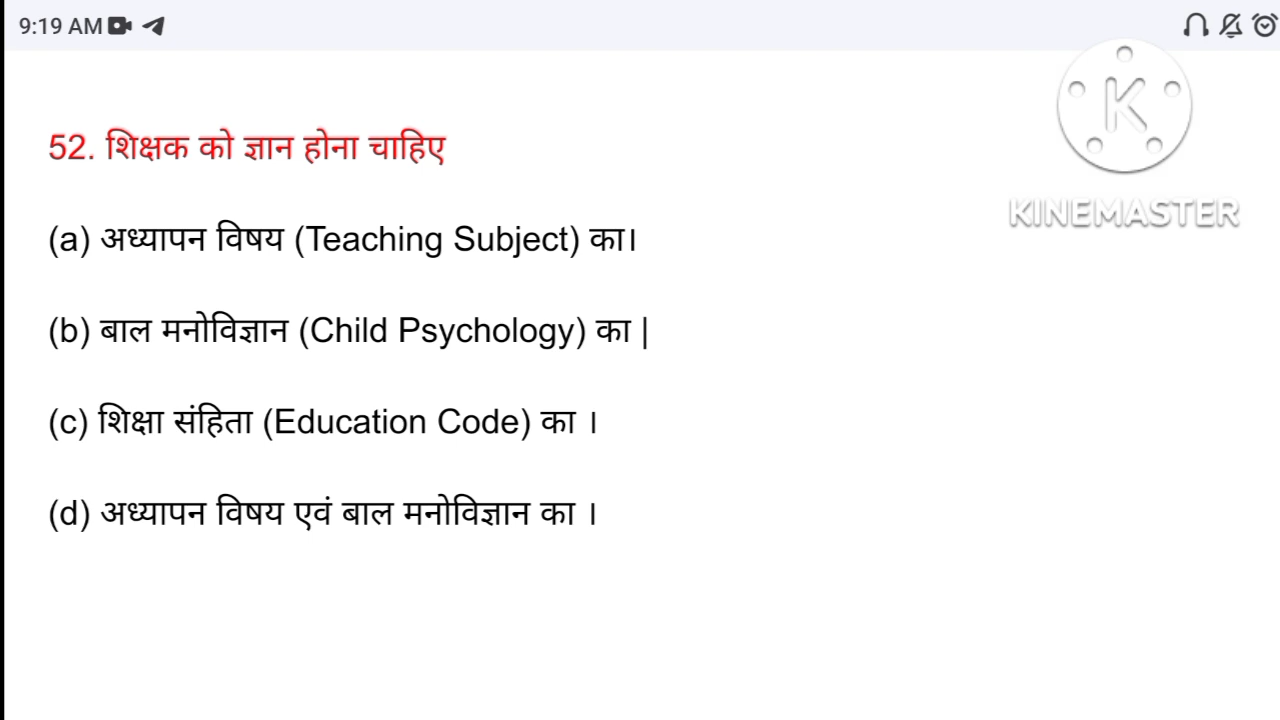 9:19 AM
K
KINEMASTER
52. शिक्षक को ज्ञान होना चाहिए
(a) अध्यापन विषय (Teaching Subject) का।
(b) बाल मनोविज्ञान (Child Psychology) का |
(c) शिक्षा संहिता (Education Code) का ।
(d) अध्यापन विषय एवं बाल मनोविज्ञान का ।